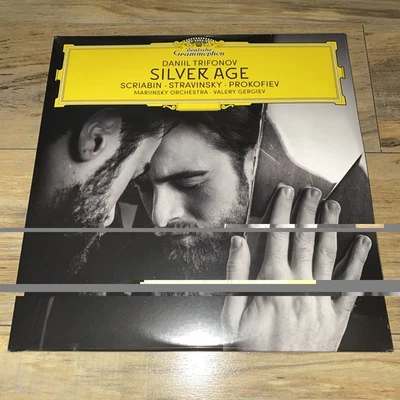 Deutsche
Grammophon
DANIIL TRIFONOV
SILVER AGE
SCRIABIN · STRAVINSKY · PROKOFIEV
MARIINSKY ORCHESTRA · VALERY GERGIEV